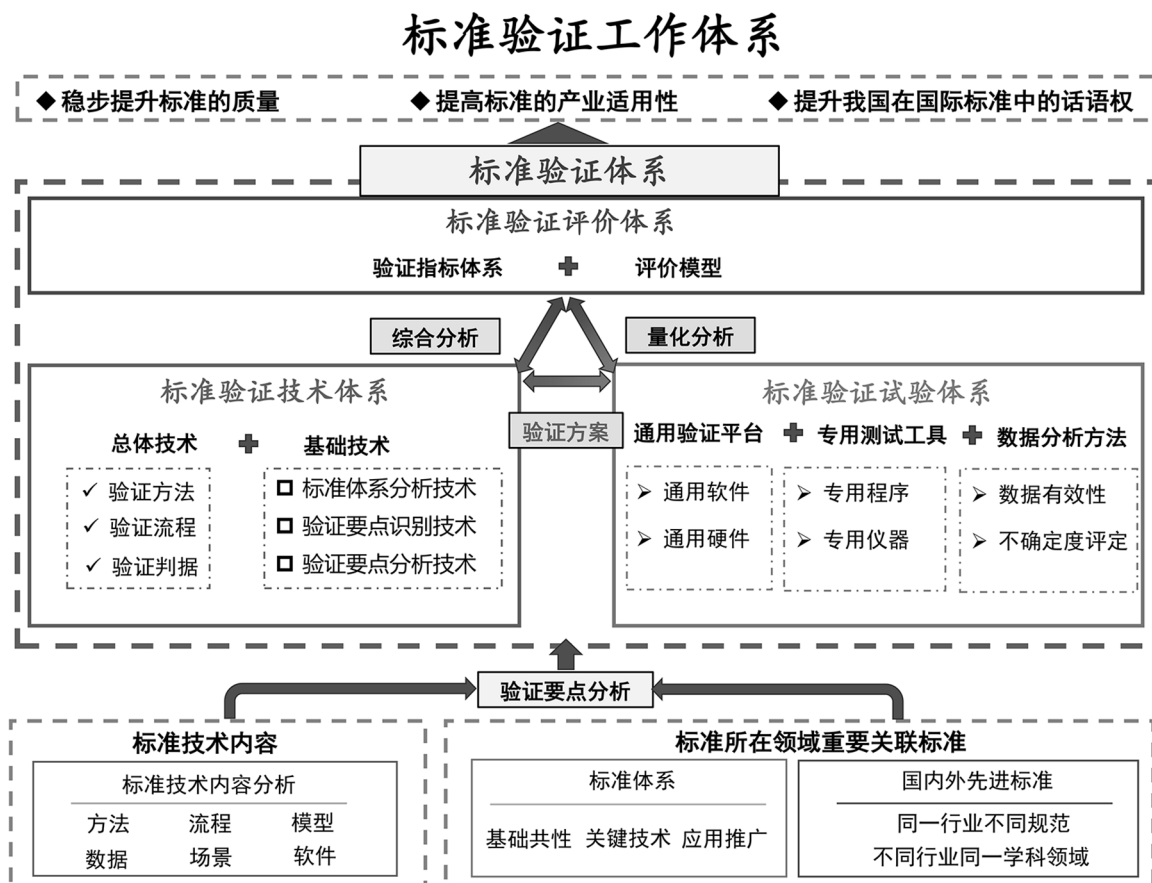 标准验证工作体系
◆ 稳步提升标准的质量 ◆ 提高标准的产业适用性 ◆ 提升我国在国际标准中的话语权
标准验证体系
标准验证评价体系
验证指标体系 + 评价模型
综合分析 量化分析
标准验证技术体系
总体技术 + 基础技术
✓ 验证方法
✓ 验证流程
✓ 验证判据
标准体系分析技术
验证要点识别技术
验证要点分析技术
验证方案
标准验证试验体系
通用验证平台 + 专用测试工具 + 数据分析方法
通用软件
通用硬件
专用程序
专用仪器
数据有效性
不确定度评定
验证要点分析
标准技术内容
标准技术内容分析
方法 流程 模型
数据 场景 软件
标准所在领域重要关联标准
标准体系
基础共性 关键技术 应用推广
国内外先进标准
同一行业不同规范
不同行业同一学科领域